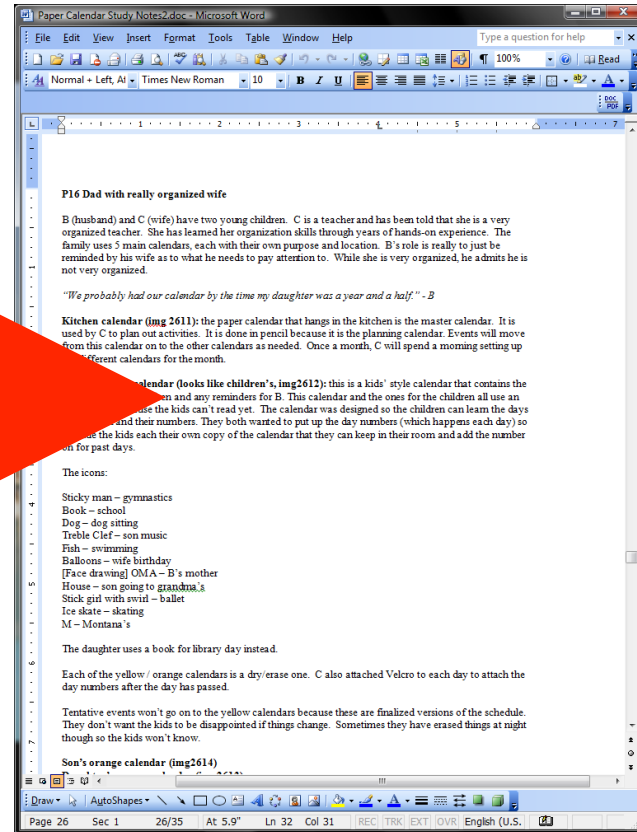 Paper Calendar Study Notes2.doc - Microsoft Word
File Edit View Insert Format Tools Table Window Help Type a question for help
100% Read
Normal + Left, Al Times New Roman 10 B I U
DOC PDF
1 2 3 4 5 7
P16 Dad with really organized wife
B (husband) and C (wife) have two young children. C is a teacher and has been told that she is a very
organized teacher. She has learned her organization skills through years of hands-on experience. The
family uses 5 main calendars, each with their own purpose and location. B's role is really to just be
reminded by his wife as to what he needs to pay attention to. While she is very organized, he admits he is
not very organized.
"We probably had our calendar by the time my daughter was a year and a half." - B
Kitchen calendar (img 2611): the paper calendar that hangs in the kitchen is the master calendar. It is
used by C to plan out activities. It is done in pencil because it is the planning calendar. Events will move
from this calendar on to the other calendars as needed. Once a month, C will spend a morning setting up
different calendars for the month.
calendar (looks like children's, img2612): this is a kids' style calendar that contains the
and any reminders for B. This calendar and the ones for the children all use an
the kids can't read yet. The calendar was designed so the children can learn the days
and their numbers. They both wanted to put up the day numbers (which happens each day) so
the kids each their own copy of the calendar that they can keep in their room and add the number
on for past days.
The icons:
Sticky man – gymnastics
Book – school
Dog – dog sitting
Treble Clef – son music
Fish – swimming
Balloons – wife birthday
[Face drawing] OMA – B's mother
House – son going to grandma's
Stick girl with swirl – ballet
Ice skate – skating
M – Montana's
The daughter uses a book for library day instead.
Each of the yellow / orange calendars is a dry/erase one. C also attached Velcro to each day to attach the
day numbers after the day has passed.
Tentative events won't go on to the yellow calendars because these are finalized versions of the schedule.
They don't want the kids to be disappointed if things change. Sometimes they have erased things at night
though so the kids won't know.
Son's orange calendar (img2614)
Draw AutoShapes
Page 26 Sec 1 26/35 At 5.9" Ln 32 Col 31 REC TRK EXT OVR English (U.S.